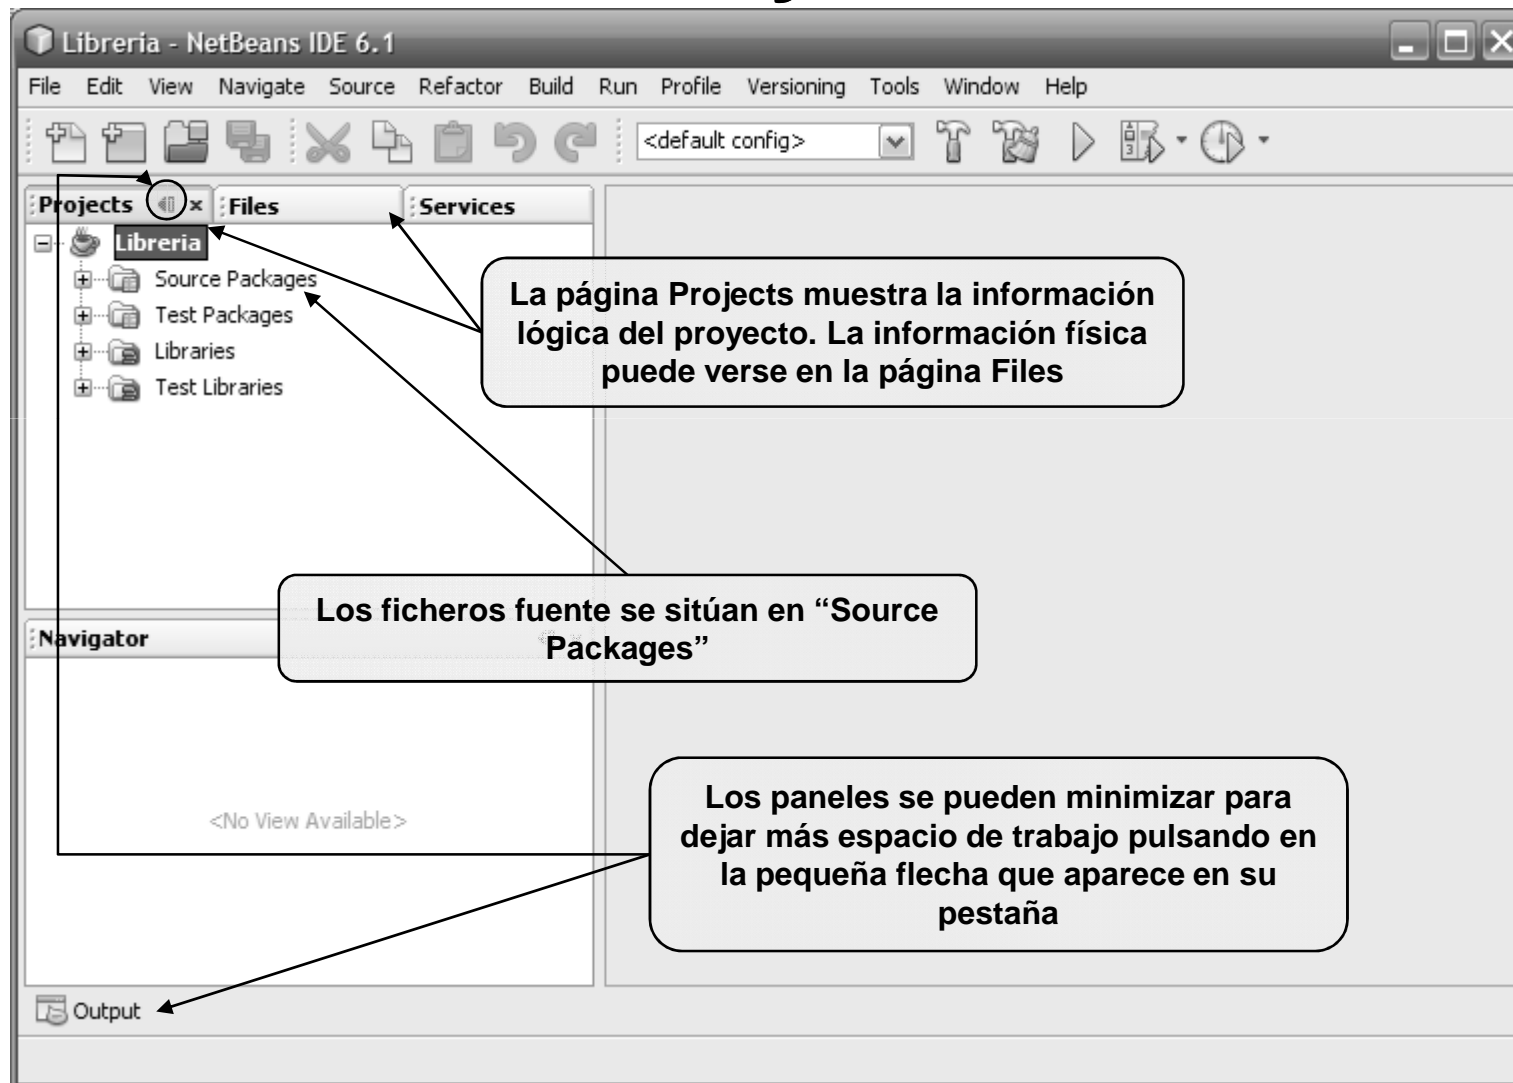 Libreria - NetBeans IDE 6.1
File Edit View Navigate Source Refactor Build Run Profile Versioning Tools Window Help
<default config>
Projects Files Services
Libreria
Source Packages
Test Packages
Libraries
Test Libraries
La página Projects muestra la información
lógica del proyecto. La información física
puede verse en la página Files
Los ficheros fuente se sitúan en “Source
Packages”
Navigator
<No View Available>
Los paneles se pueden minimizar para
dejar más espacio de trabajo pulsando en
la pequeña flecha que aparece en su
pestaña
Output